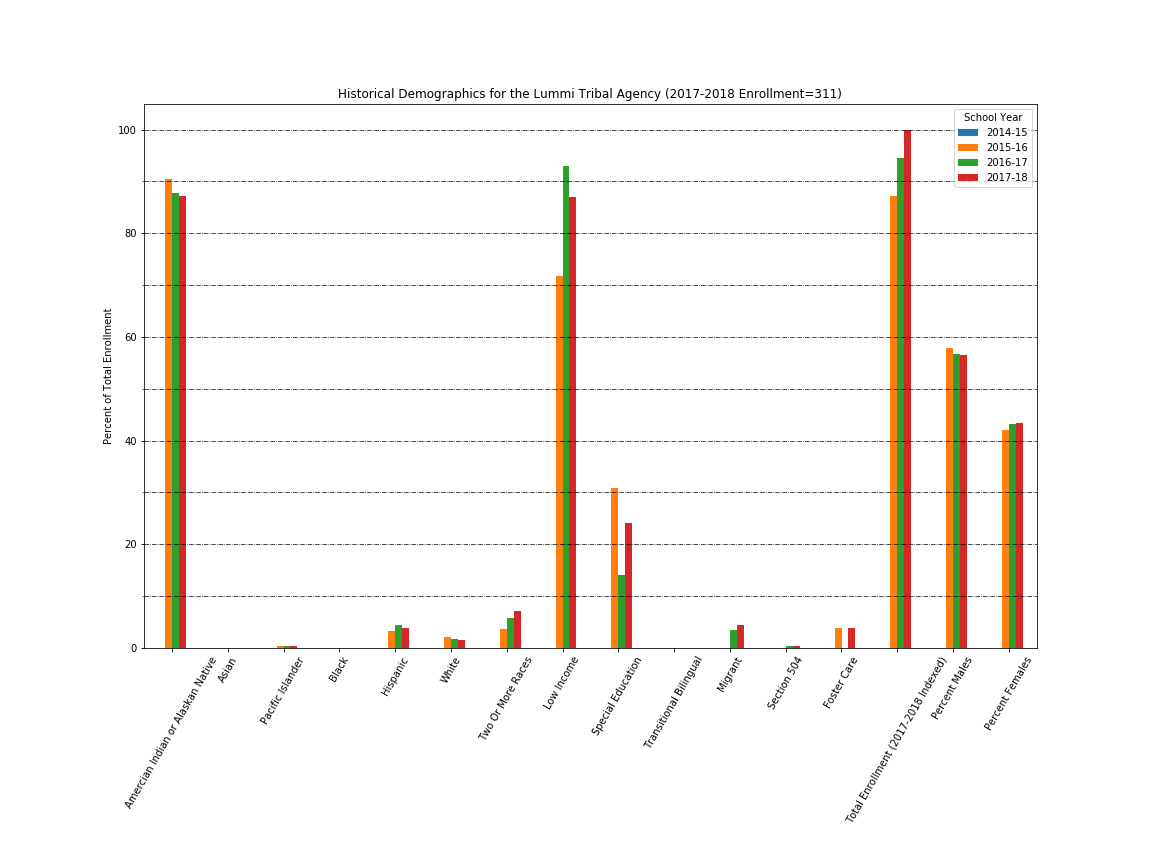 Historical Demographics for the Lummi Tribal Agency (2017-2018 Enrollment=311)
School Year
2014-15
2015-16
2016-17
2017-18
Percent of Total Enrollment
100
80
60
40
20
0
Amercian Indian or Alaskan Native
Asian
Pacific Islander
Black
Hispanic
White
Two Or More Races
Low Income
Special Education
Transitional Bilingual
Migrant
Section 504
Foster Care
Total Enrollment (2017-2018 Indexed)
Percent Males
Percent Females